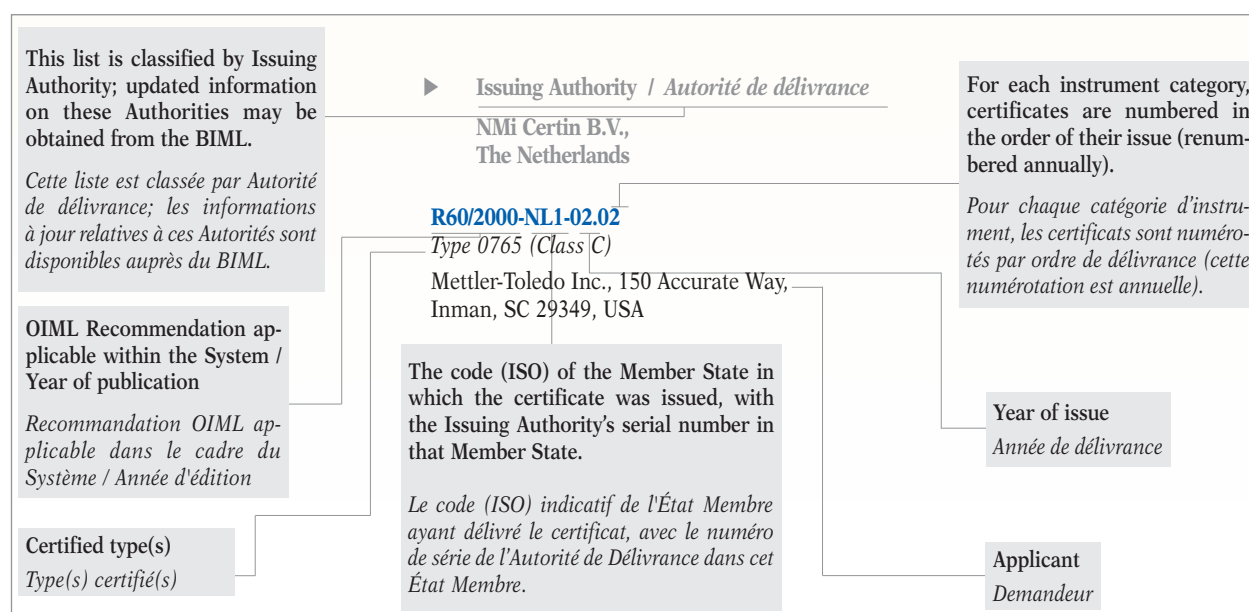 This list is classified by Issuing
Authority; updated information
on these Authorities may be
obtained from the BIML.
Cette liste est classée par Autorité
de délivrance; les informations
à jour relatives à ces Autorités sont
disponibles auprès du BIML.
▶ Issuing Authority / Autorité de délivrance
NMi Certin B.V.,
The Netherlands
For each instrument category,
certificates are numbered in
the order of their issue (renum-
bered annually).
Pour chaque catégorie d'instru-
ment, les certificats sont numéro-
tés par ordre de délivrance (cette
numérotation est annuelle).
R60/2000-NL1-02.02
Type 0765 (Class C)
Mettler-Toledo Inc., 150 Accurate Way,
Inman, SC 29349, USA
OIML Recommendation ap-
plicable within the System /
Year of publication
Recommandation OIML ap-
plicable dans le cadre du
Système / Année d'édition
The code (ISO) of the Member State in
which the certificate was issued, with
the Issuing Authority's serial number in
that Member State.
Le code (ISO) indicatif de l'État Membre
ayant délivré le certificat, avec le numéro
de série de l'Autorité de Délivrance dans cet
État Membre.
Year of issue
Année de délivrance
Certified type(s)
Type(s) certifié(s)
Applicant
Demandeur